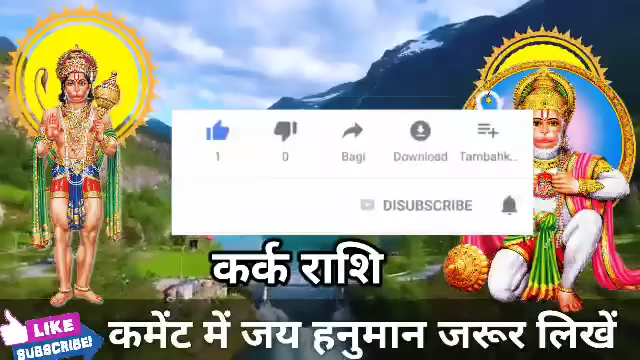 1 0 Bagi Download Tambahk...
DISUBSCRIBE
कर्क राशि
LIKE
SUBSCRIBE!
कमेंट में जय हनुमान जरूर लिखें